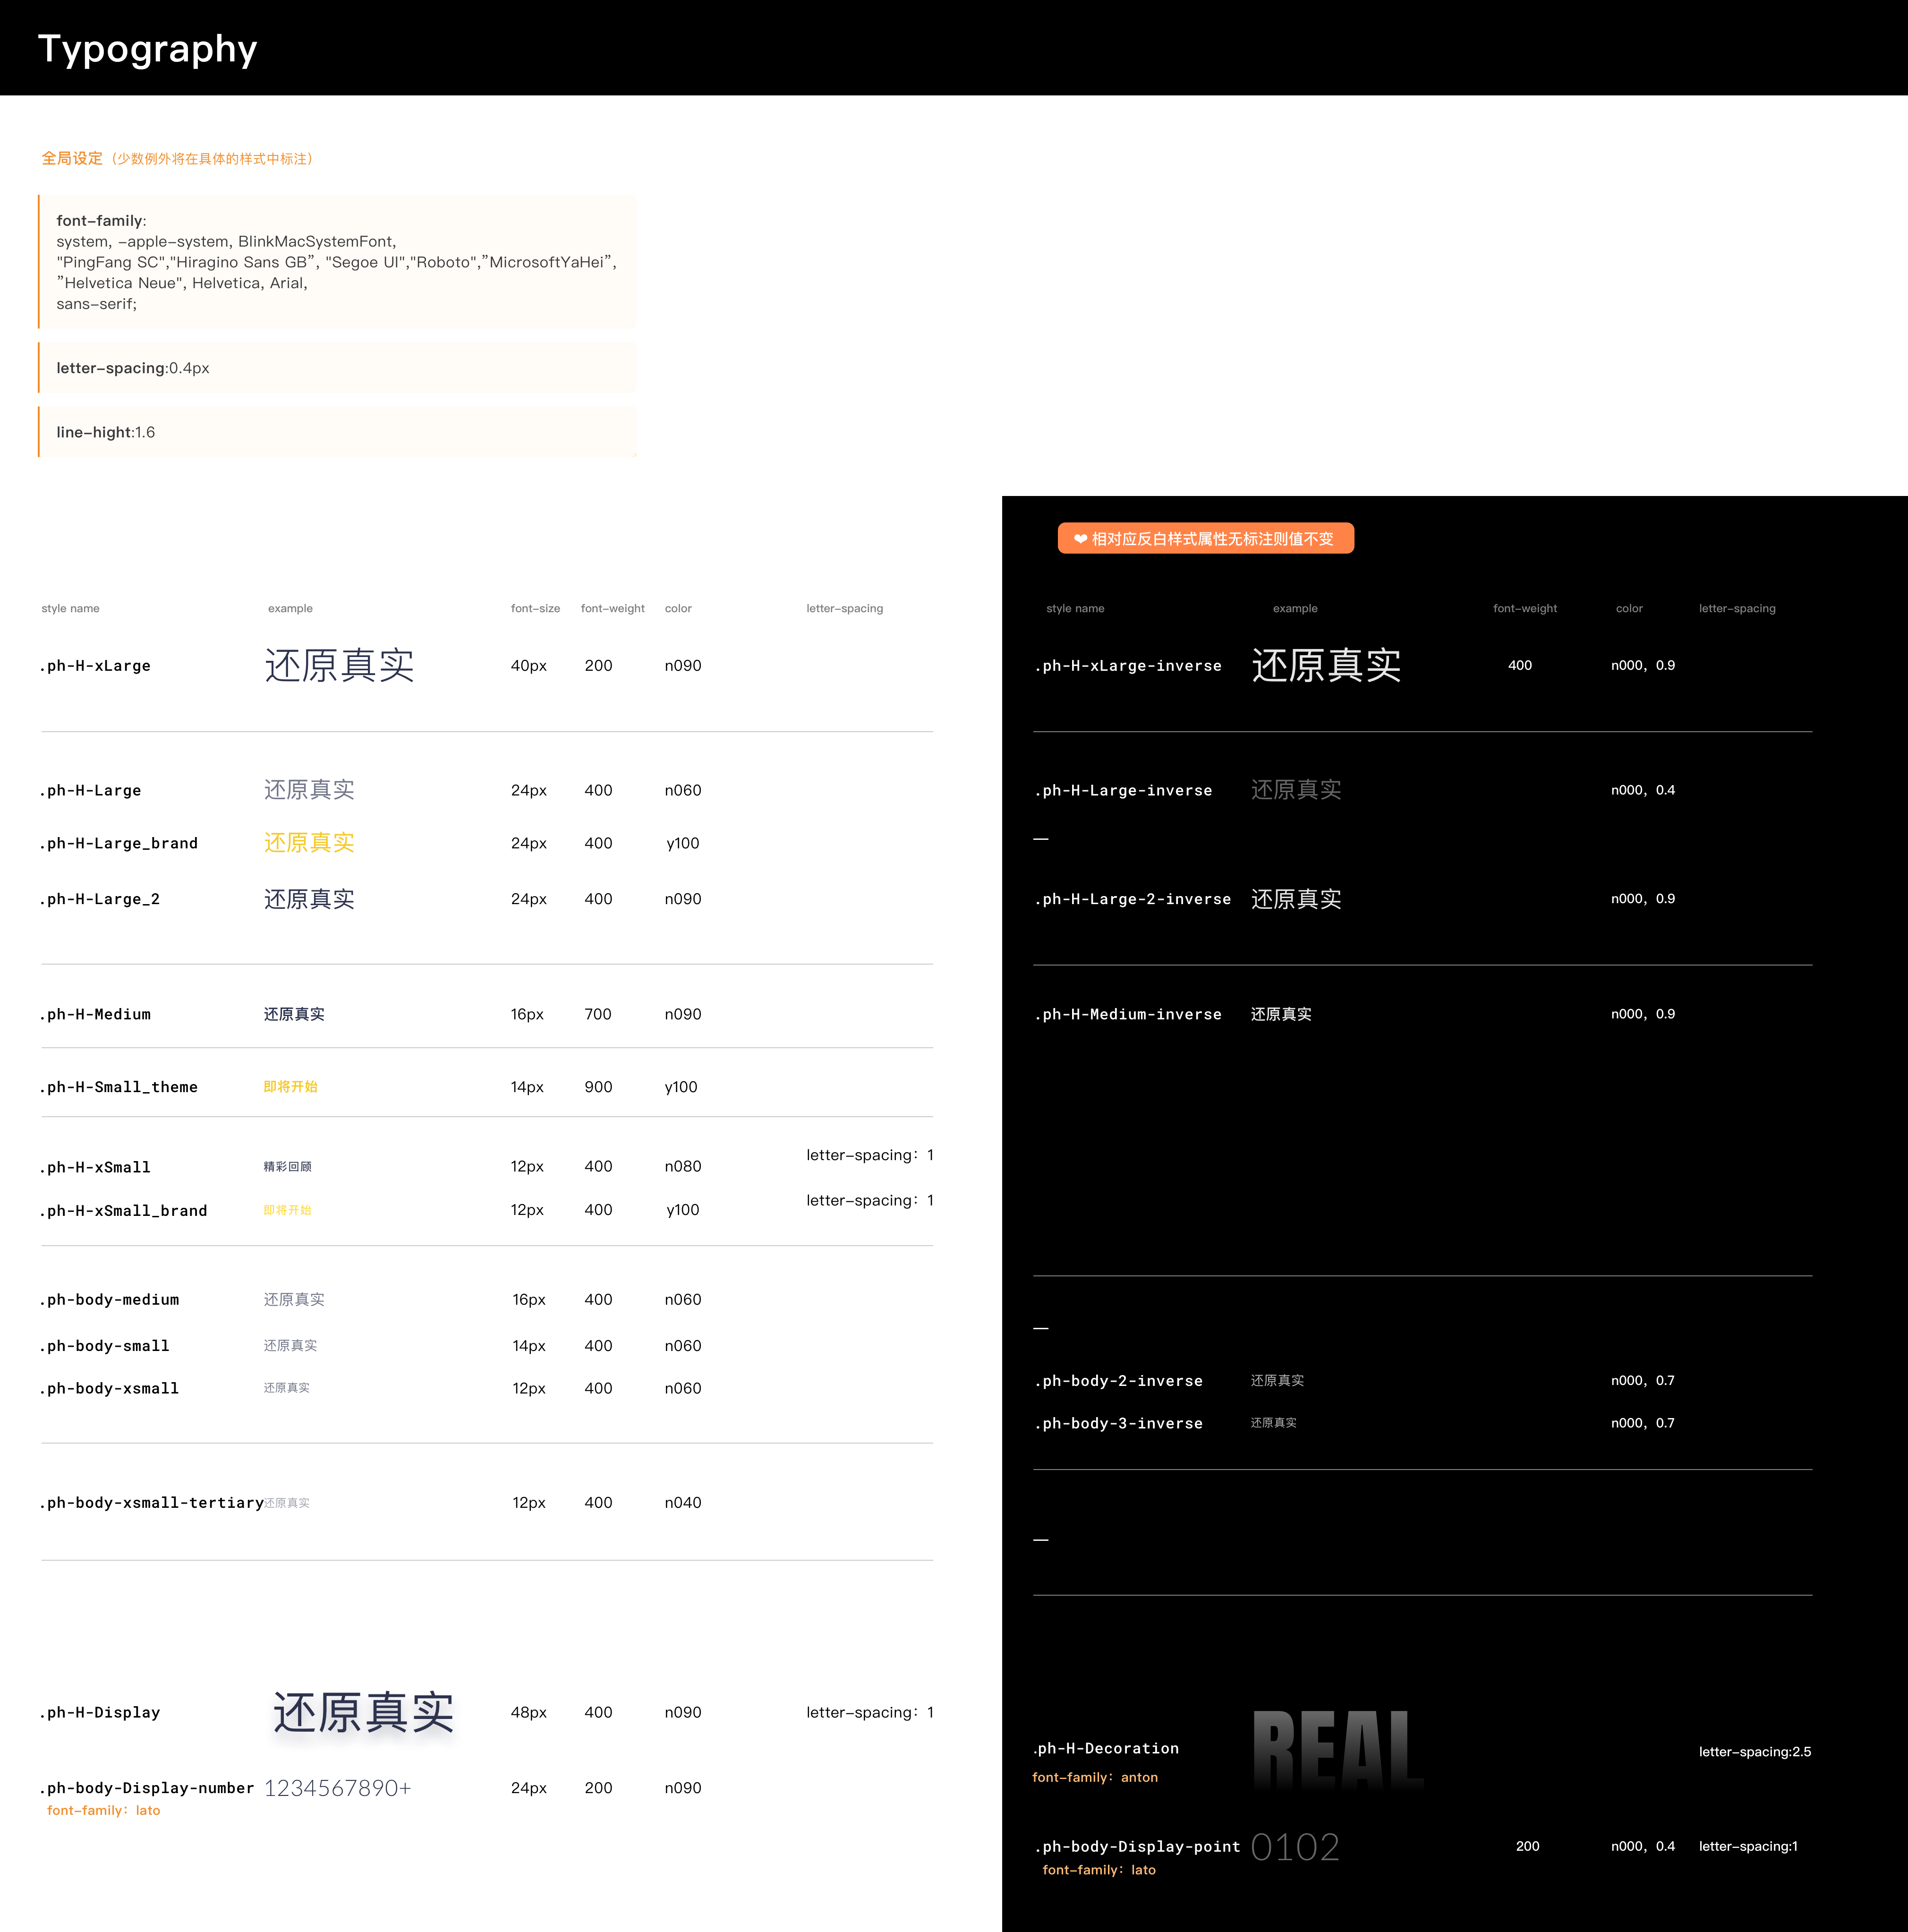 Typography
全局设定（少数例外将在具体的样式中标注）
font-family:
system, -apple-system, BlinkMacSystemFont,
"PingFang SC","Hiragino Sans GB”, "Segoe UI","Roboto",”MicrosoftYaHei”,
”Helvetica Neue", Helvetica, Arial,
sans-serif;
letter-spacing:0.4px
line-hight:1.6
style name example font-size font-weight color letter-spacing
.ph-H-xLarge 还原真实 40px 200 n090
.ph-H-Large 还原真实 24px 400 n060
.ph-H-Large_brand 还原真实 24px 400 y100
.ph-H-Large_2 还原真实 24px 400 n090
.ph-H-Medium 还原真实 16px 700 n090
.ph-H-Small_theme 即将开始 14px 900 y100
.ph-H-xSmall 精彩回顾 12px 400 n080 letter-spacing：1
.ph-H-xSmall_brand 即将开始 12px 400 y100 letter-spacing：1
.ph-body-medium 还原真实 16px 400 n060
.ph-body-small 还原真实 14px 400 n060
.ph-body-xsmall 还原真实 12px 400 n060
.ph-body-xsmall-tertiary 还原真实 12px 400 n040
.ph-H-Display 还原真实 48px 400 n090 letter-spacing：1
.ph-body-Display-number 1234567890+ 24px 200 n090
font-family：lato
❤ 相对应反白样式属性无标注则值不变
style name example font-weight color letter-spacing
.ph-H-xLarge-inverse 还原真实 400 n000，0.9
.ph-H-Large-inverse 还原真实 n000，0.4
—
.ph-H-Large-2-inverse 还原真实 n000，0.9
.ph-H-Medium-inverse 还原真实 n000，0.9
—
.ph-body-2-inverse 还原真实 n000，0.7
.ph-body-3-inverse 还原真实 n000，0.7
—
.ph-H-Decoration REAL letter-spacing:2.5
font-family：anton
.ph-body-Display-point 0102 200 n000，0.4 letter-spacing:1
font-family：lato